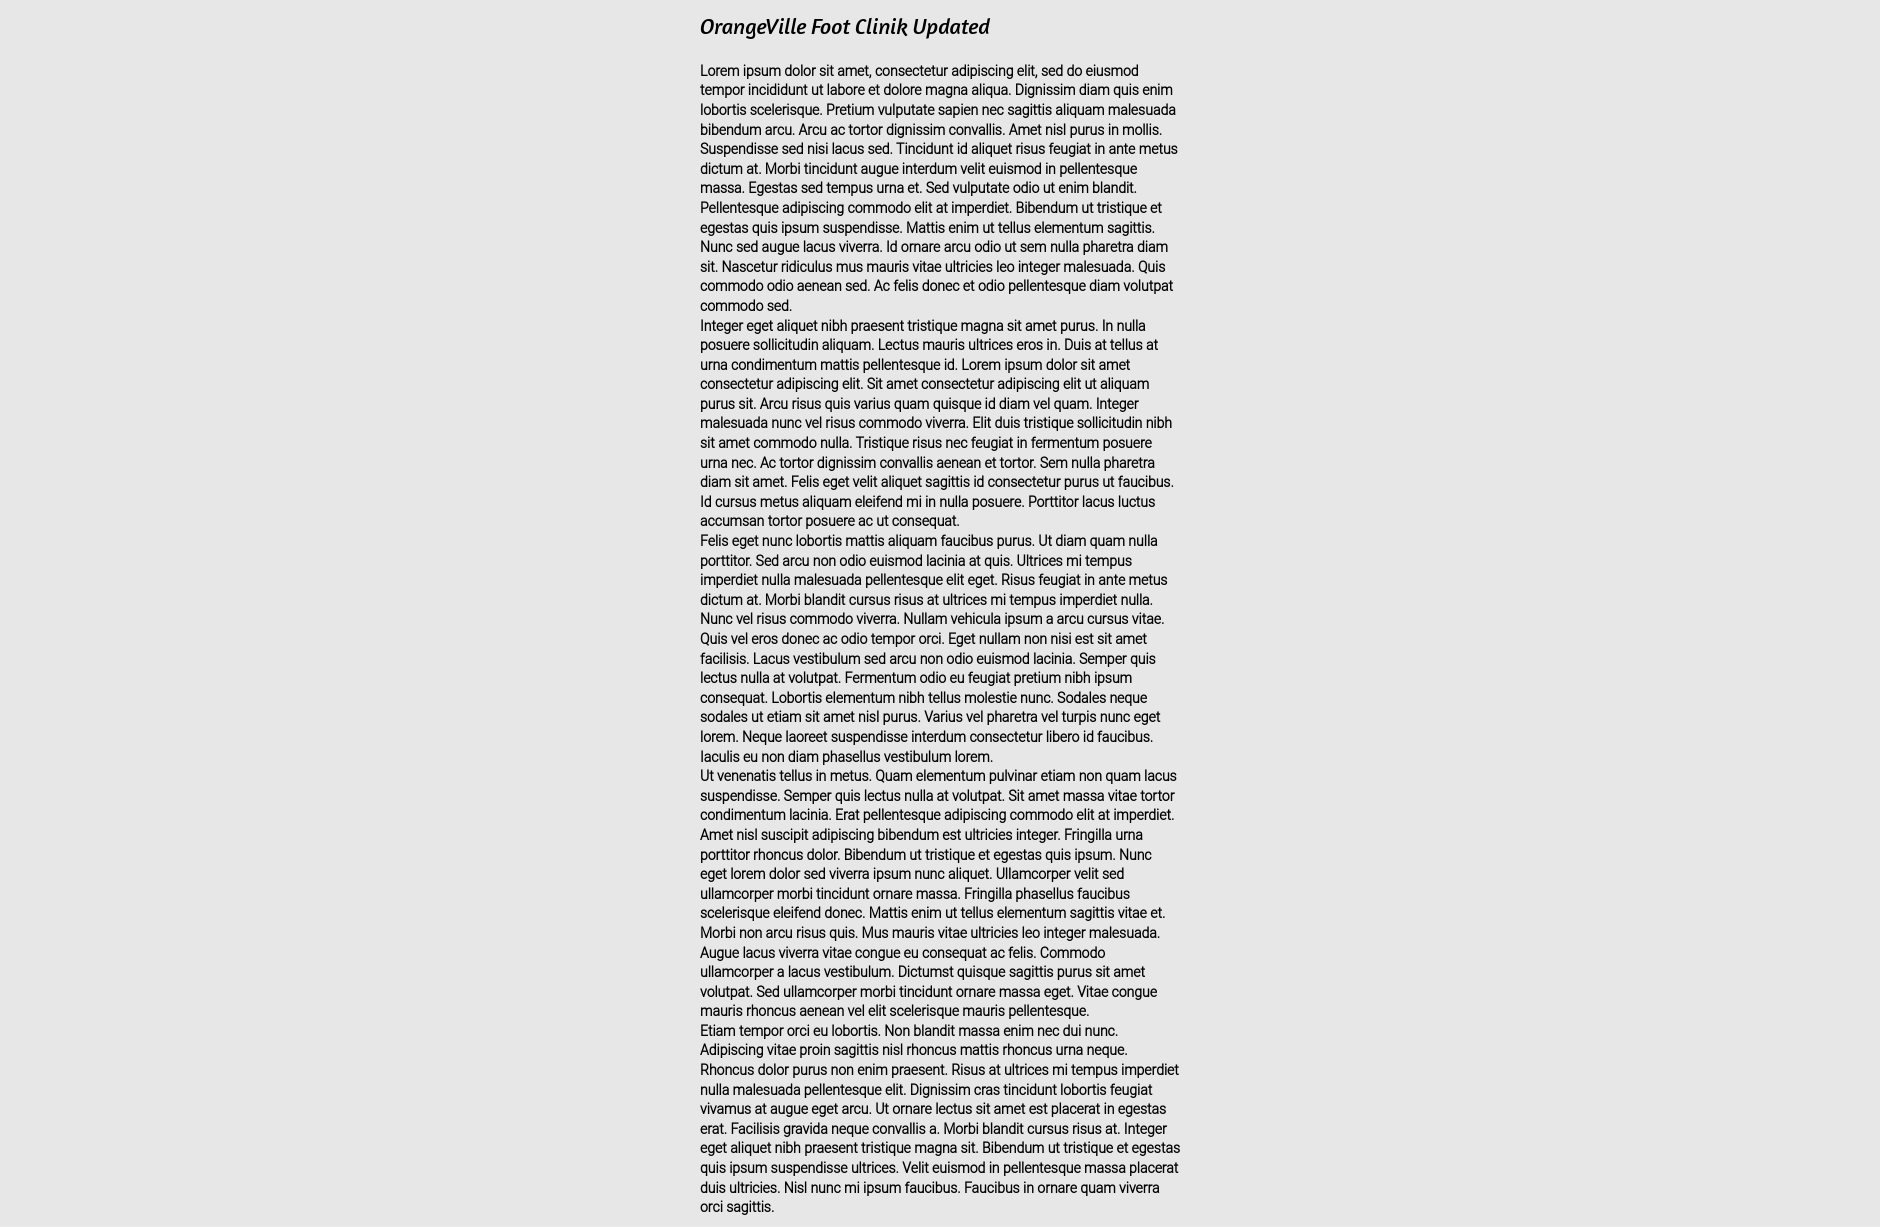 OrangeVille Foot Clinik Updated
Lorem ipsum dolor sit amet, consectetur adipiscing elit, sed do eiusmod
tempor incididunt ut labore et dolore magna aliqua. Dignissim diam quis enim
lobortis scelerisque. Pretium vulputate sapien nec sagittis aliquam malesuada
bibendum arcu. Arcu ac tortor dignissim convallis. Amet nisl purus in mollis.
Suspendisse sed nisi lacus sed. Tincidunt id aliquet risus feugiat in ante metus
dictum at. Morbi tincidunt augue interdum velit euismod in pellentesque
massa. Egestas sed tempus urna et. Sed vulputate odio ut enim blandit.
Pellentesque adipiscing commodo elit at imperdiet. Bibendum ut tristique et
egestas quis ipsum suspendisse. Mattis enim ut tellus elementum sagittis.
Nunc sed augue lacus viverra. Id ornare arcu odio ut sem nulla pharetra diam
sit. Nascetur ridiculus mus mauris vitae ultricies leo integer malesuada. Quis
commodo odio aenean sed. Ac felis donec et odio pellentesque diam volutpat
commodo sed.
Integer eget aliquet nibh praesent tristique magna sit amet purus. In nulla
posuere sollicitudin aliquam. Lectus mauris ultrices eros in. Duis at tellus at
urna condimentum mattis pellentesque id. Lorem ipsum dolor sit amet
consectetur adipiscing elit. Sit amet consectetur adipiscing elit ut aliquam
purus sit. Arcu risus quis varius quam quisque id diam vel quam. Integer
malesuada nunc vel risus commodo viverra. Elit duis tristique sollicitudin nibh
sit amet commodo nulla. Tristique risus nec feugiat in fermentum posuere
urna nec. Ac tortor dignissim convallis aenean et tortor. Sem nulla pharetra
diam sit amet. Felis eget velit aliquet sagittis id consectetur purus ut faucibus.
Id cursus metus aliquam eleifend mi in nulla posuere. Porttitor lacus luctus
accumsan tortor posuere ac ut consequat.
Felis eget nunc lobortis mattis aliquam faucibus purus. Ut diam quam nulla
porttitor. Sed arcu non odio euismod lacinia at quis. Ultrices mi tempus
imperdiet nulla malesuada pellentesque elit eget. Risus feugiat in ante metus
dictum at. Morbi blandit cursus risus at ultrices mi tempus imperdiet nulla.
Nunc vel risus commodo viverra. Nullam vehicula ipsum a arcu cursus vitae.
Quis vel eros donec ac odio tempor orci. Eget nullam non nisi est sit amet
facilisis. Lacus vestibulum sed arcu non odio euismod lacinia. Semper quis
lectus nulla at volutpat. Fermentum odio eu feugiat pretium nibh ipsum
consequat. Lobortis elementum nibh tellus molestie nunc. Sodales neque
sodales ut etiam sit amet nisl purus. Varius vel pharetra vel turpis nunc eget
lorem. Neque laoreet suspendisse interdum consectetur libero id faucibus.
Iaculis eu non diam phasellus vestibulum lorem.
Ut venenatis tellus in metus. Quam elementum pulvinar etiam non quam lacus
suspendisse. Semper quis lectus nulla at volutpat. Sit amet massa vitae tortor
condimentum lacinia. Erat pellentesque adipiscing commodo elit at imperdiet.
Amet nisl suscipit adipiscing bibendum est ultricies integer. Fringilla urna
porttitor rhoncus dolor. Bibendum ut tristique et egestas quis ipsum. Nunc
eget lorem dolor sed viverra ipsum nunc aliquet. Ullamcorper velit sed
ullamcorper morbi tincidunt ornare massa. Fringilla phasellus faucibus
scelerisque eleifend donec. Mattis enim ut tellus elementum sagittis vitae et.
Morbi non arcu risus quis. Mus mauris vitae ultricies leo integer malesuada.
Augue lacus viverra vitae congue eu consequat ac felis. Commodo
ullamcorper a lacus vestibulum. Dictumst quisque sagittis purus sit amet
volutpat. Sed ullamcorper morbi tincidunt ornare massa eget. Vitae congue
mauris rhoncus aenean vel elit scelerisque mauris pellentesque.
Etiam tempor orci eu lobortis. Non blandit massa enim nec dui nunc.
Adipiscing vitae proin sagittis nisl rhoncus mattis rhoncus urna neque.
Rhoncus dolor purus non enim praesent. Risus at ultrices mi tempus imperdiet
nulla malesuada pellentesque elit. Dignissim cras tincidunt lobortis feugiat
vivamus at augue eget arcu. Ut ornare lectus sit amet est placerat in egestas
erat. Facilisis gravida neque convallis a. Morbi blandit cursus risus at. Integer
eget aliquet nibh praesent tristique magna sit. Bibendum ut tristique et egestas
quis ipsum suspendisse ultrices. Velit euismod in pellentesque massa placerat
duis ultricies. Nisl nunc mi ipsum faucibus. Faucibus in ornare quam viverra
orci sagittis.